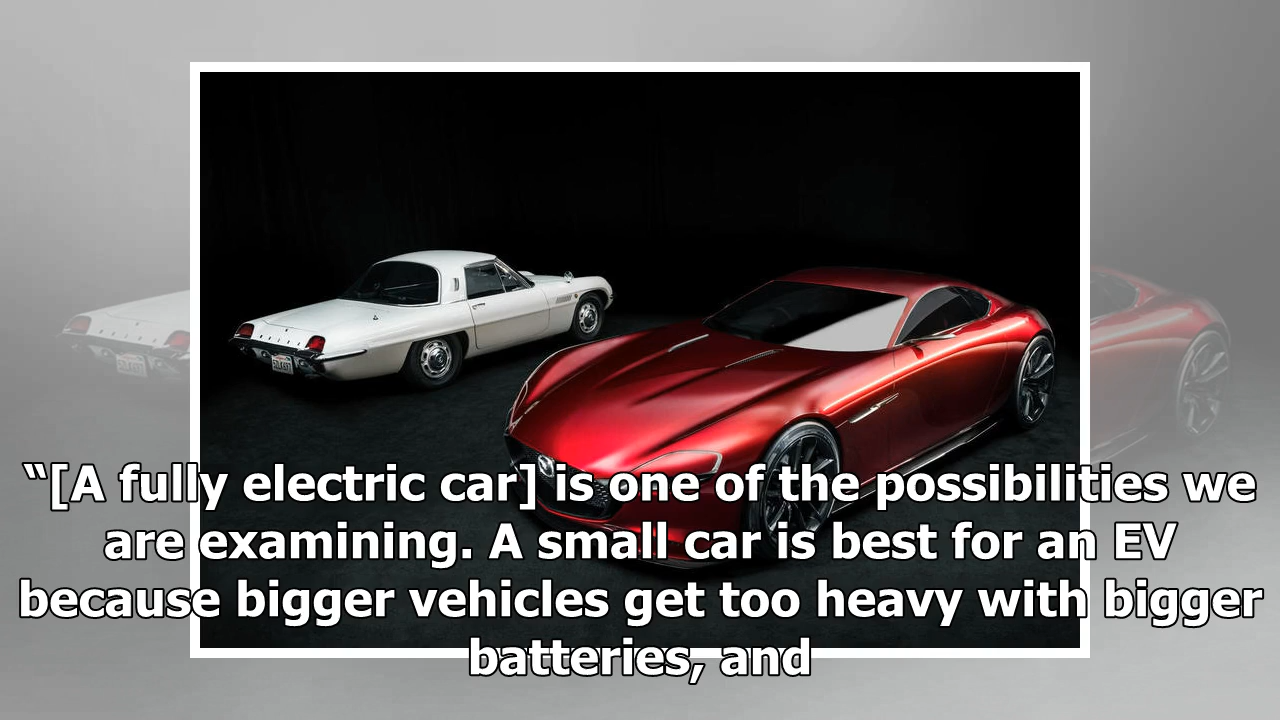 “[A fully electric car] is one of the possibilities we
are examining. A small car is best for an EV
because bigger vehicles get too heavy with bigger
batteries, and